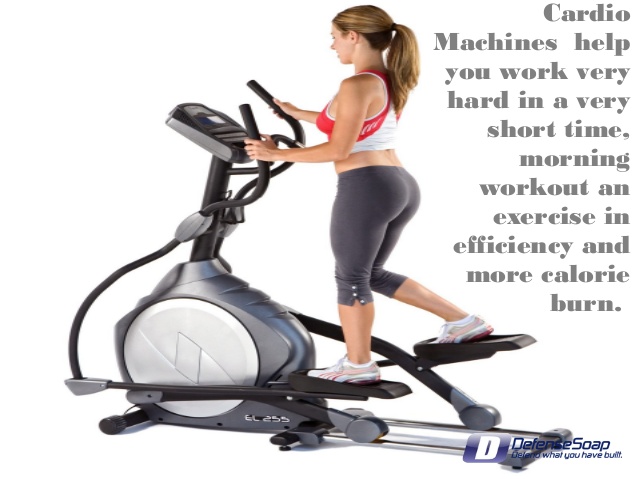 Cardio
Machines help
you work very
hard in a very
short time,
morning
workout an
exercise in
efficiency and
more calorie
burn.
EL 255
D DefenseSoap
Defend what you have built.